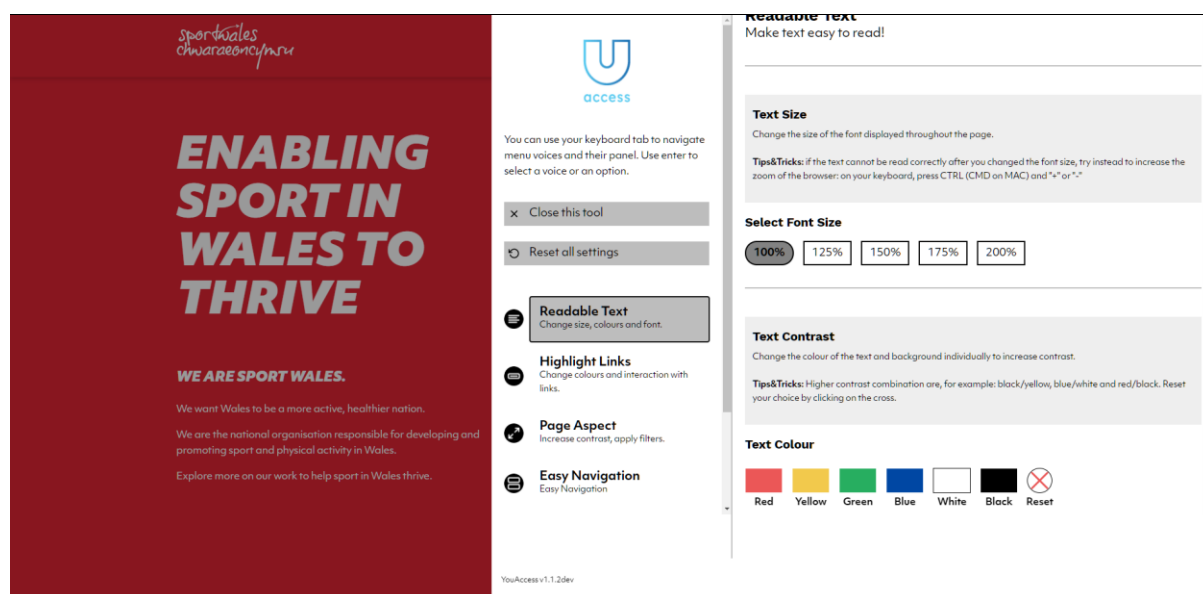 sportwales
chwaraeoncymru
ENABLING
SPORT IN
WALES TO
THRIVE
WE ARE SPORT WALES.
We want Wales to be a more active, healthier nation.
We are the national organisation responsible for developing and
promoting sport and physical activity in Wales.
Explore more on our work to help sport in Wales thrive.
U
access
You can use your keyboard tab to navigate
menu voices and their panel. Use enter to
select a voice or an option.
Close this tool
Reset all settings
Readable Text
Change size, colours and font.
Highlight Links
Change colours and interaction with
links.
Page Aspect
Increase contrast, apply filters.
Easy Navigation
Easy Navigation
YouAccess v1.1.2dev
Readable Text
Make text easy to read!
Text Size
Change the size of the font displayed throughout the page.
Tips&Tricks: if the text cannot be read correctly after you changed the font size, try instead to increase the
zoom of the browser: on your keyboard, press CTRL (CMD on MAC) and "+" or "-"
Select Font Size
100% 125% 150% 175% 200%
Text Contrast
Change the colour of the text and background individually to increase contrast.
Tips&Tricks: Higher contrast combination are, for example: black/yellow, blue/white and red/black. Reset
your choice by clicking on the cross.
Text Colour
Red Yellow Green Blue White Black Reset